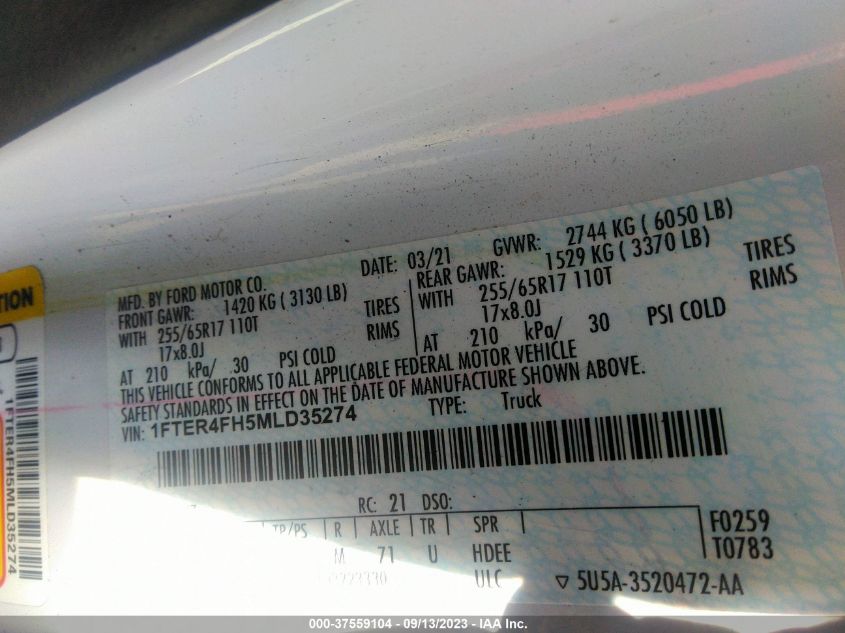 MFD. BY FORD MOTOR CO.
DATE: 03/21 GVWR: 2744 KG ( 6050 LB)
FRONT GAWR: 1420 KG ( 3130 LB)
REAR GAWR: 1529 KG ( 3370 LB)
WITH 255/65R17 110T TIRES
WITH 255/65R17 110T TIRES
17x8.0J RIMS
17x8.0J RIMS
AT 210 kPa/ 30 PSI COLD
AT 210 kPa/ 30 PSI COLD
THIS VEHICLE CONFORMS TO ALL APPLICABLE FEDERAL MOTOR VEHICLE
SAFETY STANDARDS IN EFFECT ON THE DATE OF MANUFACTURE SHOWN ABOVE.
VIN: 1FTER4FH5MLD35274 TYPE: Truck
RC: 21 DSO:
TP/PS R AXLE TR SPR
M 71 U HDEE
F0259
T0783
ULC ▽ 5U5A-3520472-AA
1FTER4FH5MLD35274
000-37559104 - 09/13/2023 - IAA Inc.